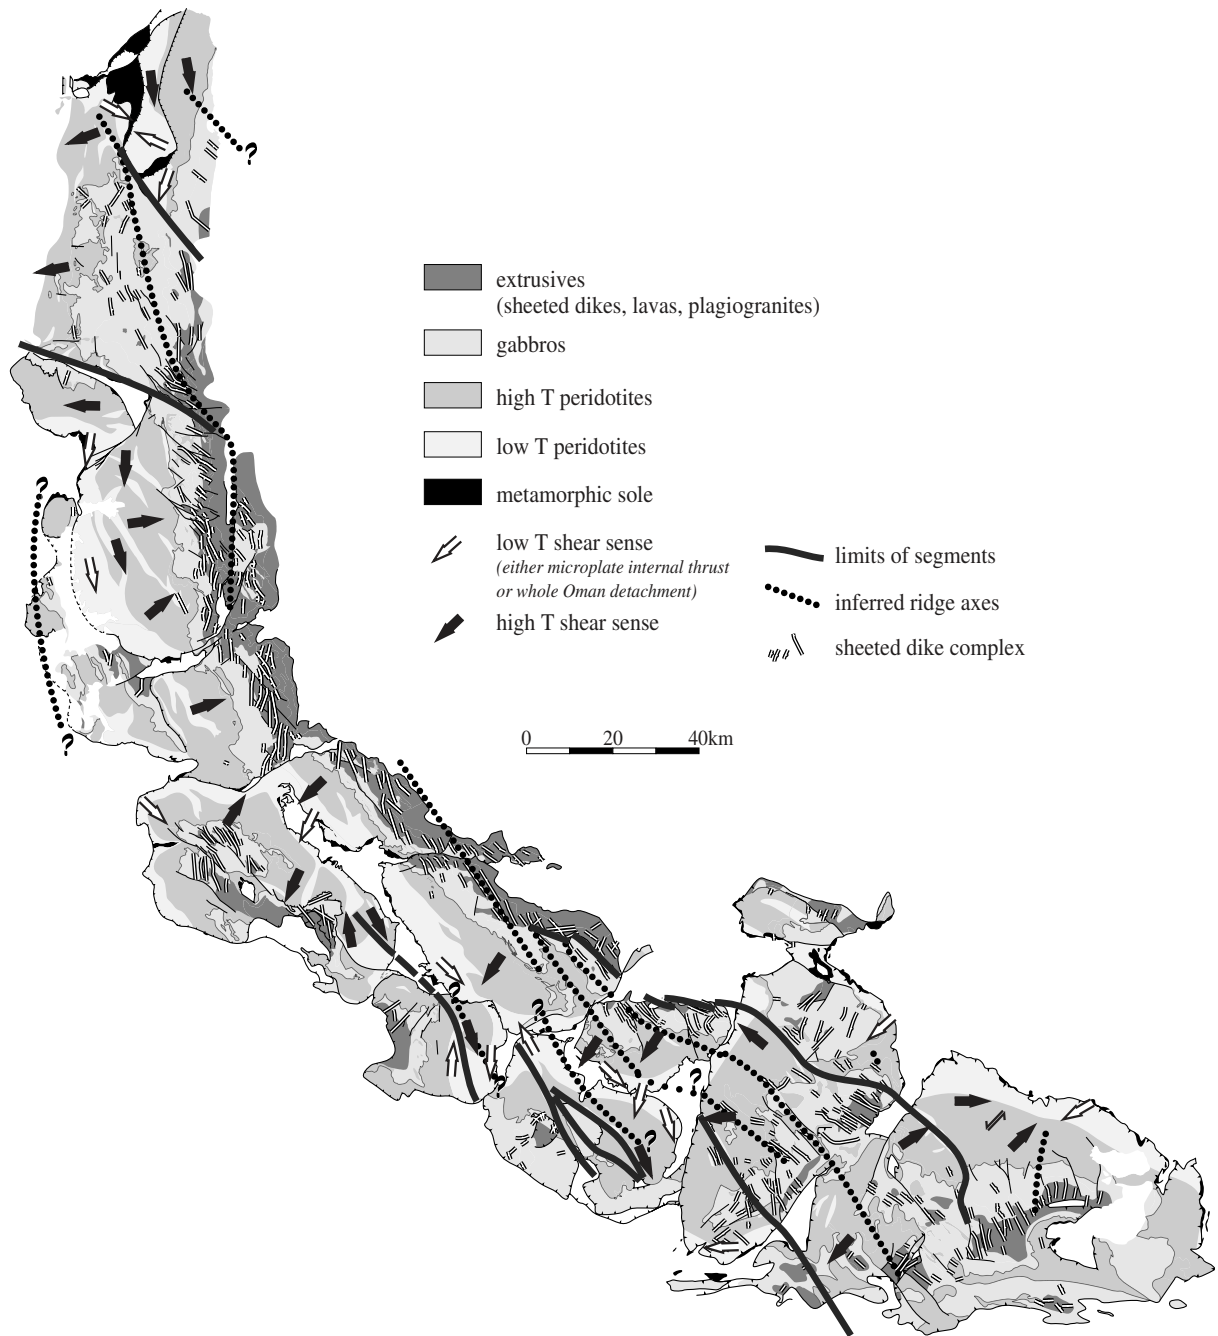 ?
extrusives
(sheeted dikes, lavas, plagiogranites)
gabbros
high T peridotites
low T peridotites
metamorphic sole
low T shear sense
(either microplate internal thrust
or whole Oman detachment)
high T shear sense
limits of segments
inferred ridge axes
sheeted dike complex
?
?
0 20 40km
?
?
?
?
?